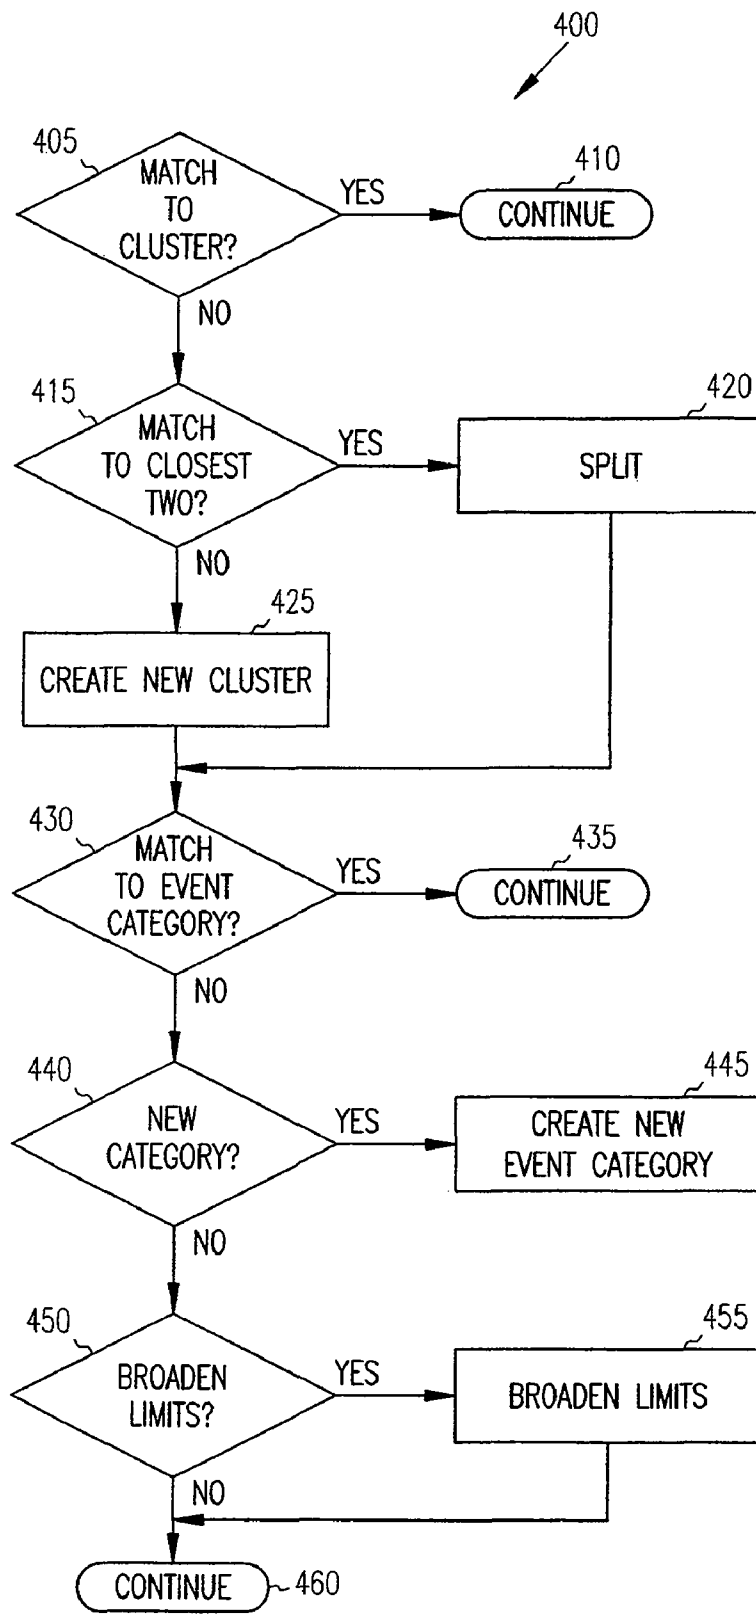 400
405
MATCH
TO
CLUSTER?
YES
410
CONTINUE
NO
415
MATCH
TO CLOSEST
TWO?
YES
420
SPLIT
NO
425
CREATE NEW CLUSTER
430
MATCH
TO EVENT
CATEGORY?
YES
435
CONTINUE
NO
440
NEW
CATEGORY?
YES
445
CREATE NEW
EVENT CATEGORY
NO
450
BROADEN
LIMITS?
YES
455
BROADEN LIMITS
NO
CONTINUE
460